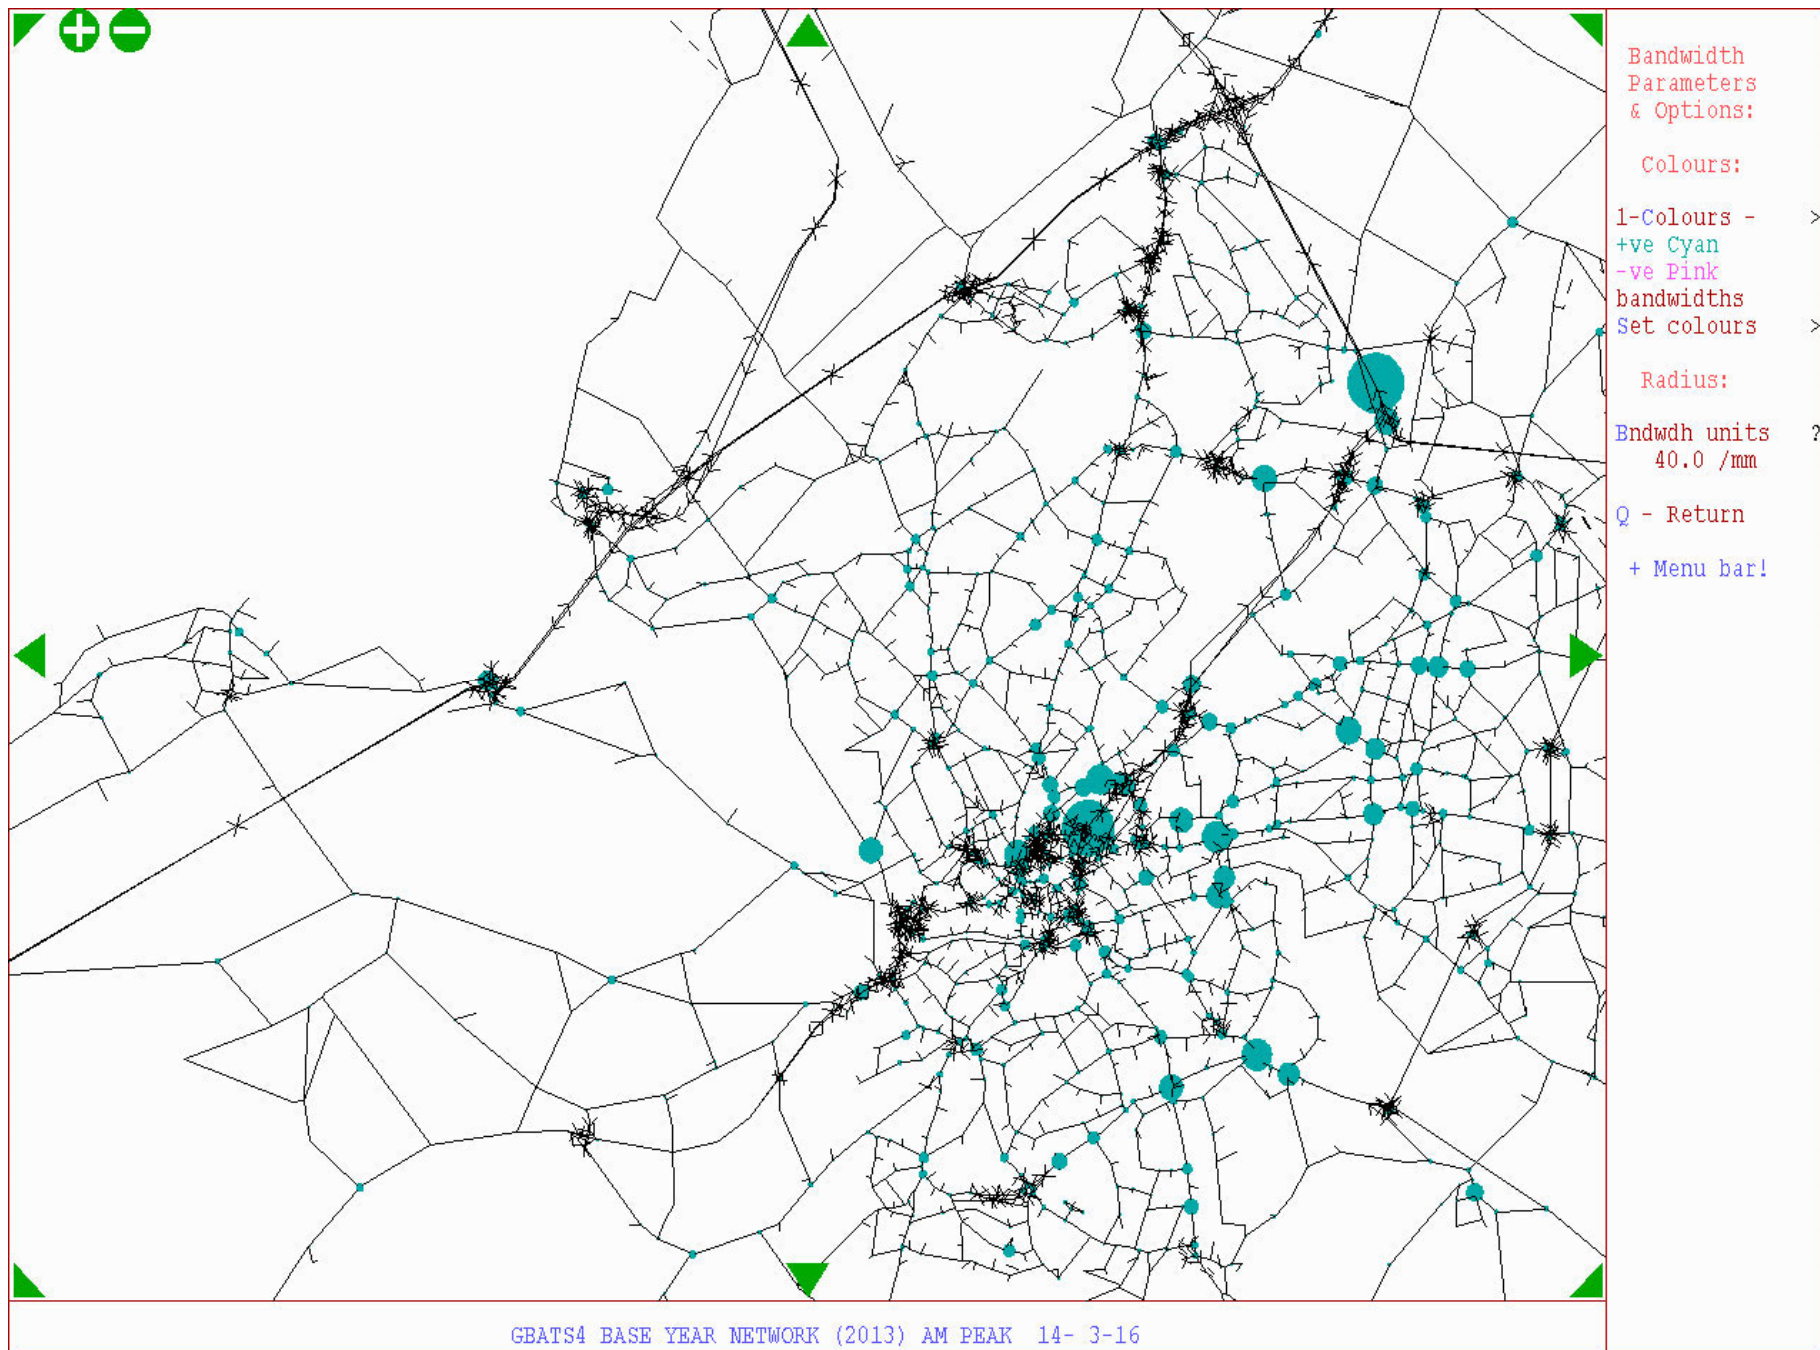 Bandwidth
Parameters
& Options:
Colours:
1-Colours - >
+ve Cyan
-ve Pink
bandwidths
Set colours >
Radius:
Bndwdh units ?
40.0 /mm
Q - Return
+ Menu bar!
GBATS4 BASE YEAR NETWORK (2013) AM PEAK 14- 3-16